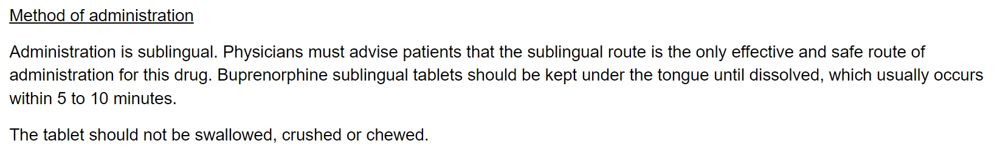 Method of administration
Administration is sublingual. Physicians must advise patients that the sublingual route is the only effective and safe route of
administration for this drug. Buprenorphine sublingual tablets should be kept under the tongue until dissolved, which usually occurs
within 5 to 10 minutes.
The tablet should not be swallowed, crushed or chewed.